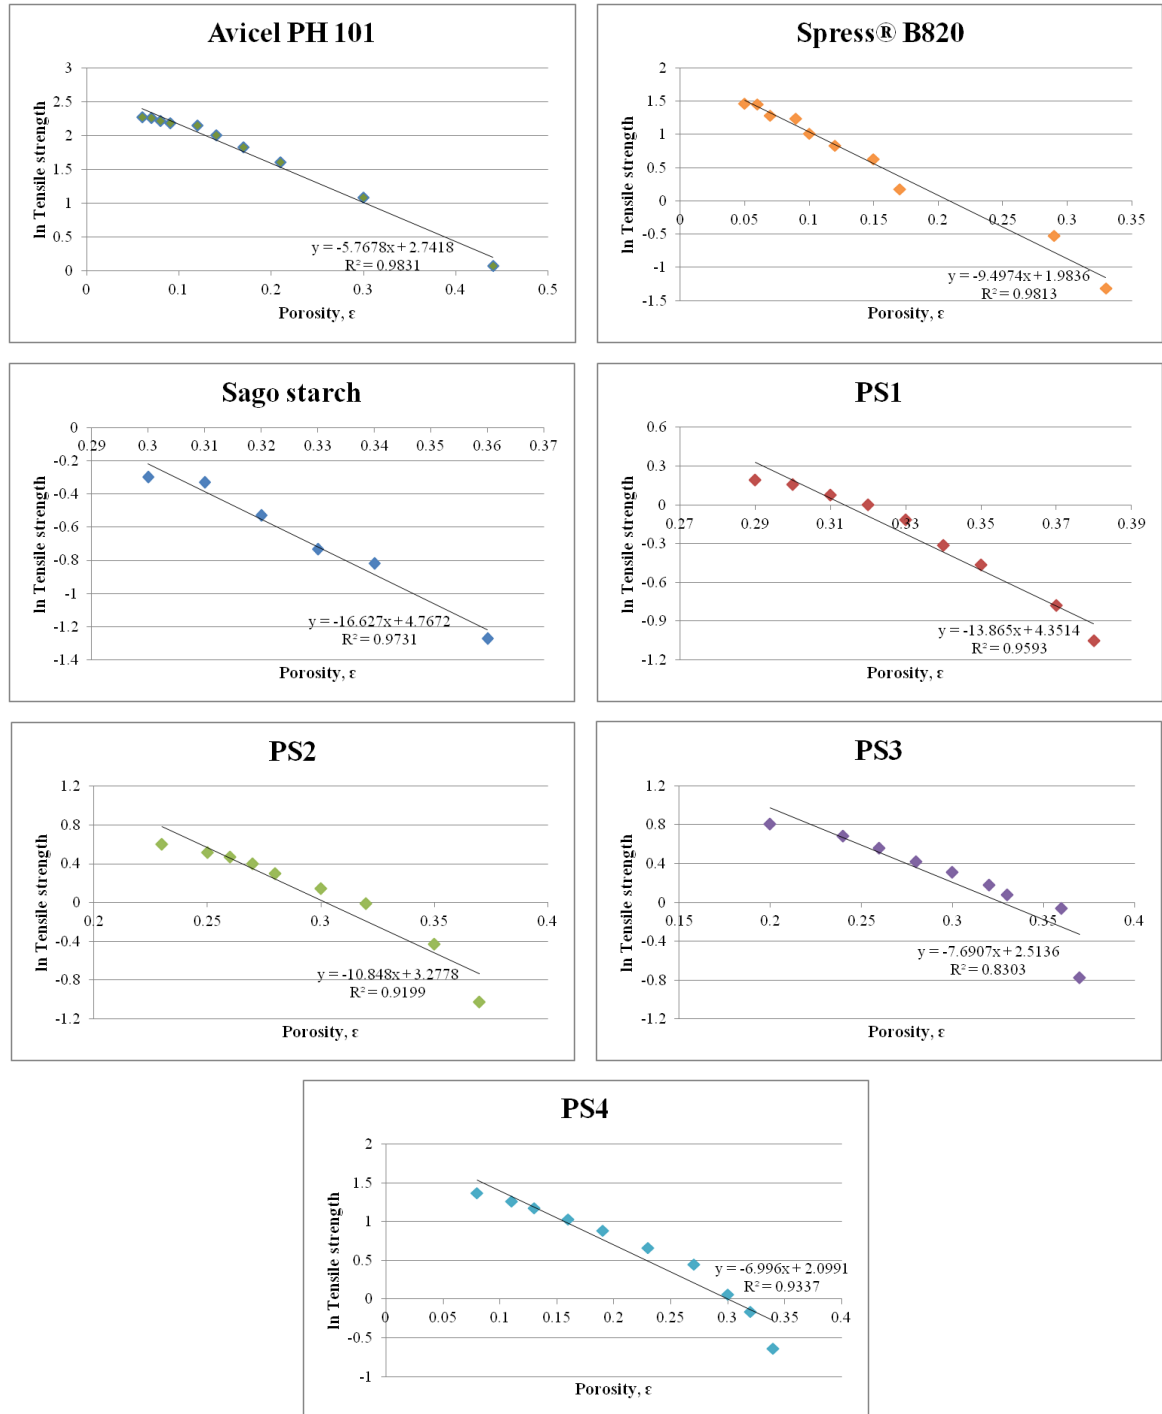 Avicel PH 101
ln Tensile strength
3
2.5
2
1.5
1
0.5
0
0 0.1 0.2 0.3 0.4 0.5
y = -5.7678x + 2.7418
R² = 0.9831
Porosity, ε
Spress® B820
ln Tensile strength
2
1.5
1
0.5
0
-0.5
-1
-1.5
0 0.05 0.1 0.15 0.2 0.25 0.3 0.35
y = -9.4974x + 1.9836
R² = 0.9813
Porosity, ε
Sago starch
ln Tensile strength
0
-0.2
-0.4
-0.6
-0.8
-1
-1.2
-1.4
0.29 0.3 0.31 0.32 0.33 0.34 0.35 0.36 0.37
y = -16.627x + 4.7672
R² = 0.9731
Porosity, ε
PS1
ln Tensile strength
0.6
0.3
0
-0.3
-0.6
-0.9
-1.2
0.27 0.29 0.31 0.33 0.35 0.37 0.39
y = -13.865x + 4.3514
R² = 0.9593
Porosity, ε
PS2
ln Tensile strength
1.2
0.8
0.4
0
-0.4
-0.8
-1.2
0.2 0.25 0.3 0.35 0.4
y = -10.848x + 3.2778
R² = 0.9199
Porosity, ε
PS3
ln Tensile strength
1.2
0.8
0.4
0
-0.4
-0.8
-1.2
0.15 0.2 0.25 0.3 0.35 0.4
y = -7.6907x + 2.5136
R² = 0.8303
Porosity, ε
PS4
ln Tensile strength
2
1.5
1
0.5
0
-0.5
-1
0 0.05 0.1 0.15 0.2 0.25 0.3 0.35 0.4
y = -6.996x + 2.0991
R² = 0.9337
Porosity, ε